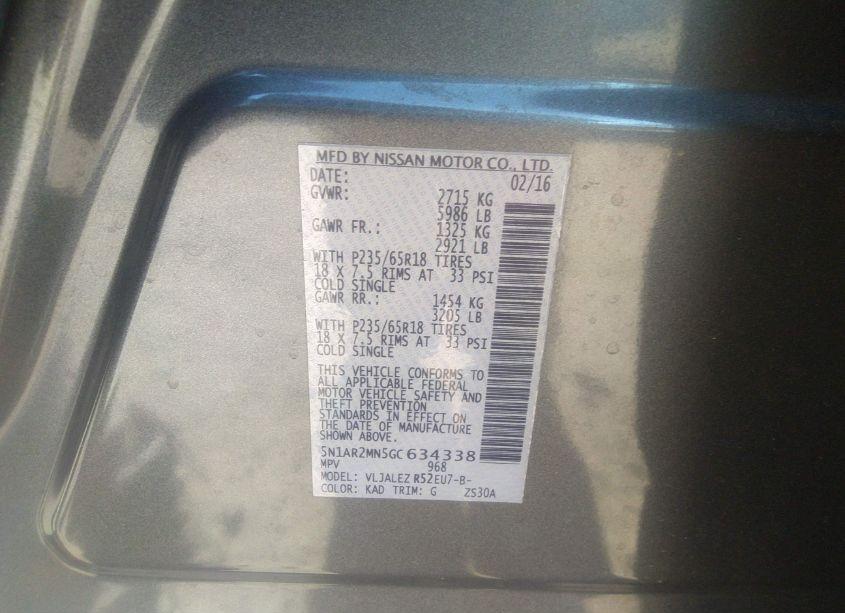 MFD BY NISSAN MOTOR CO., LTD.
DATE: 02/16
GVWR: 2715 KG
5986 LB
GAWR FR.: 1325 KG
2921 LB
WITH P235/65R18 TIRES
18 X 7.5 RIMS AT 33 PSI
COLD SINGLE
GAWR RR.: 1454 KG
3205 LB
WITH P235/65R18 TIRES
18 X 7.5 RIMS AT 33 PSI
COLD SINGLE
THIS VEHICLE CONFORMS TO
ALL APPLICABLE FEDERAL
MOTOR VEHICLE SAFETY AND
THEFT PREVENTION
STANDARDS IN EFFECT ON
THE DATE OF MANUFACTURE
SHOWN ABOVE.
5N1AR2MN5GC634338
MPV 968
MODEL: VLJALEZ R52EU7-B-
COLOR: KAD TRIM: G ZS30A